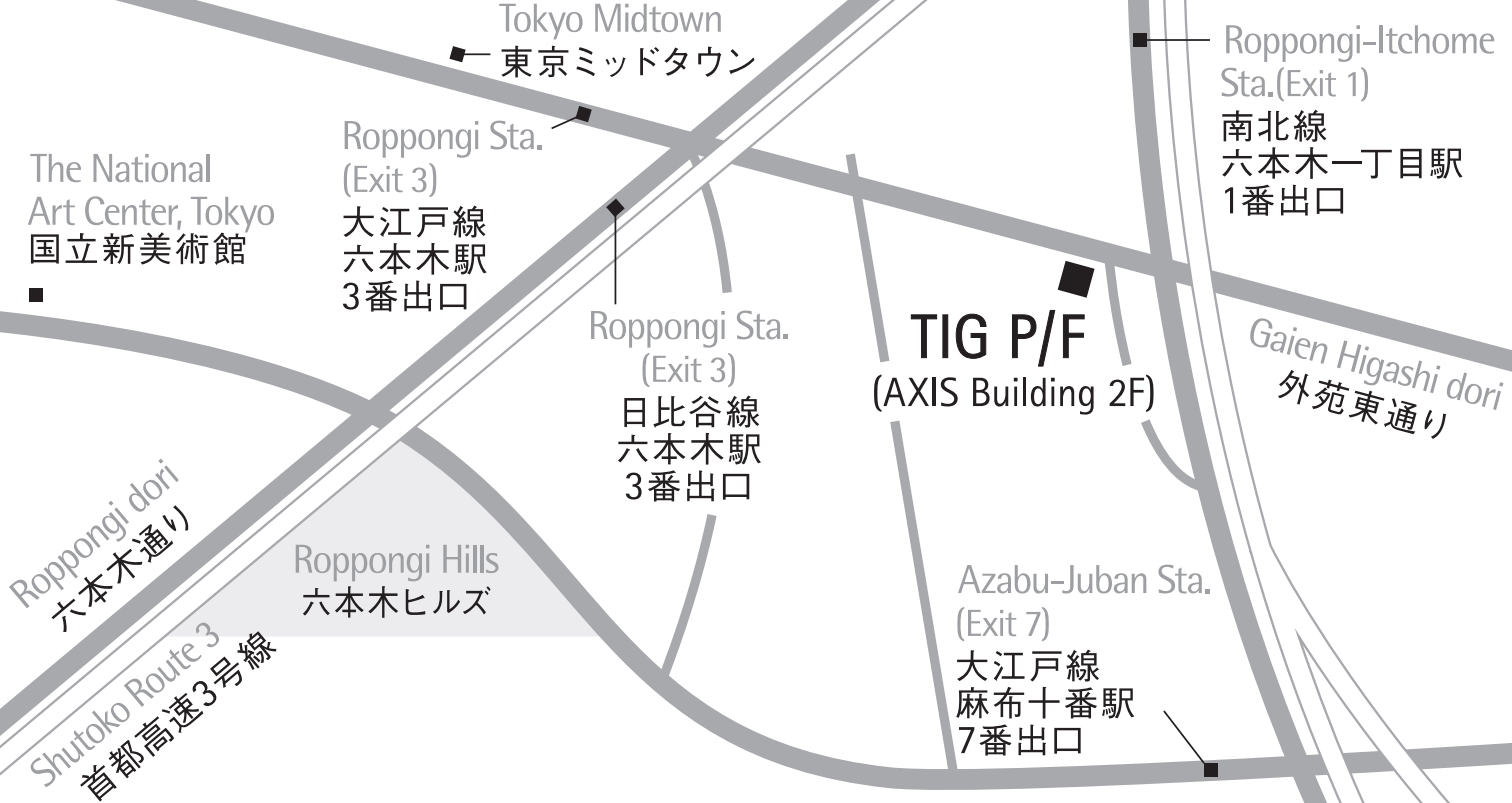 Tokyo Midtown
東京ミッドタウン
Roppongi-Itchome
Sta.(Exit 1)
南北線
六本木一丁目駅
1番出口
Roppongi Sta.
(Exit 3)
大江戸線
六本木駅
3番出口
The National
Art Center, Tokyo
国立新美術館
Roppongi Sta.
(Exit 3)
日比谷線
六本木駅
3番出口
TIG P/F
(AXIS Building 2F)
Gaien Higashi dori
外苑東通り
Roppongi dori
六本木通り
Roppongi Hills
六本木ヒルズ
Shutoko Route 3
首都高速3号線
Azabu-Juban Sta.
(Exit 7)
大江戸線
麻布十番駅
7番出口